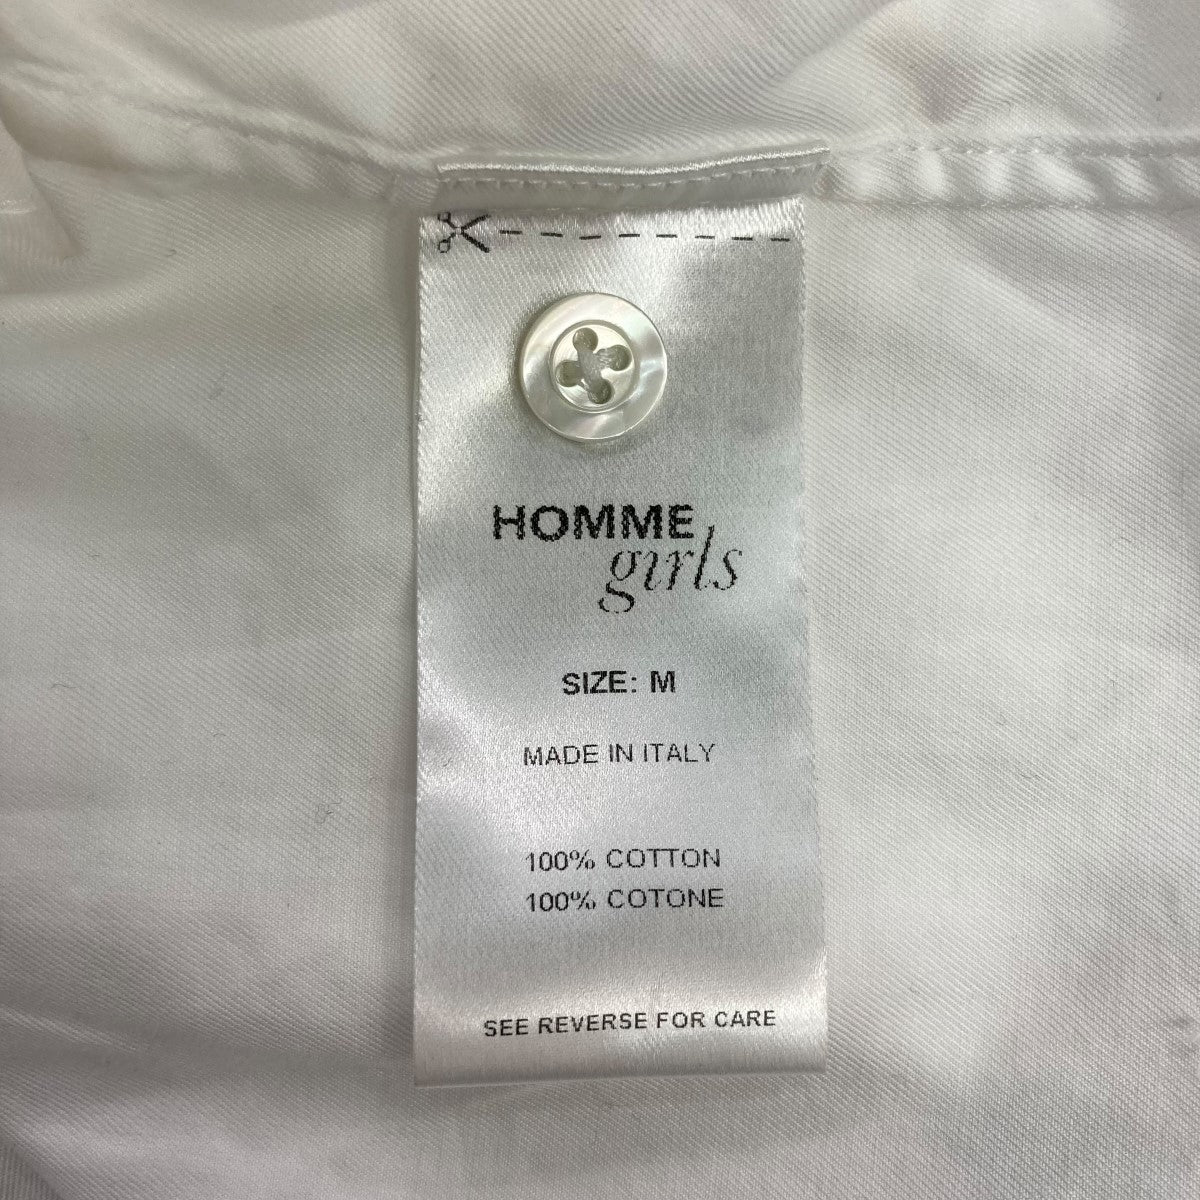 HOMME
girls
SIZE: M
MADE IN ITALY
100% COTTON
100% COTONE
SEE REVERSE FOR CARE